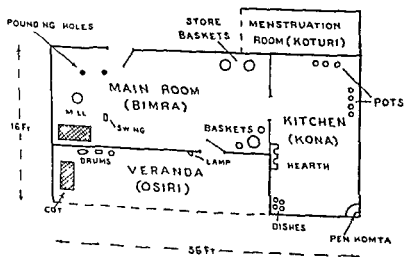 STORE
BASKETS
MENSTRUATION
ROOM (KOTURI)
POUNDING HOLES
MAIN ROOM
(BIMRA)
MILL
SWING
POTS
KITCHEN
(KONA)
BASKETS
16 Ft
HEARTH
DRUMS
LAMP
VERANDA
(OSIRI)
COT
DISHES
PEN KOMTA
56 Ft